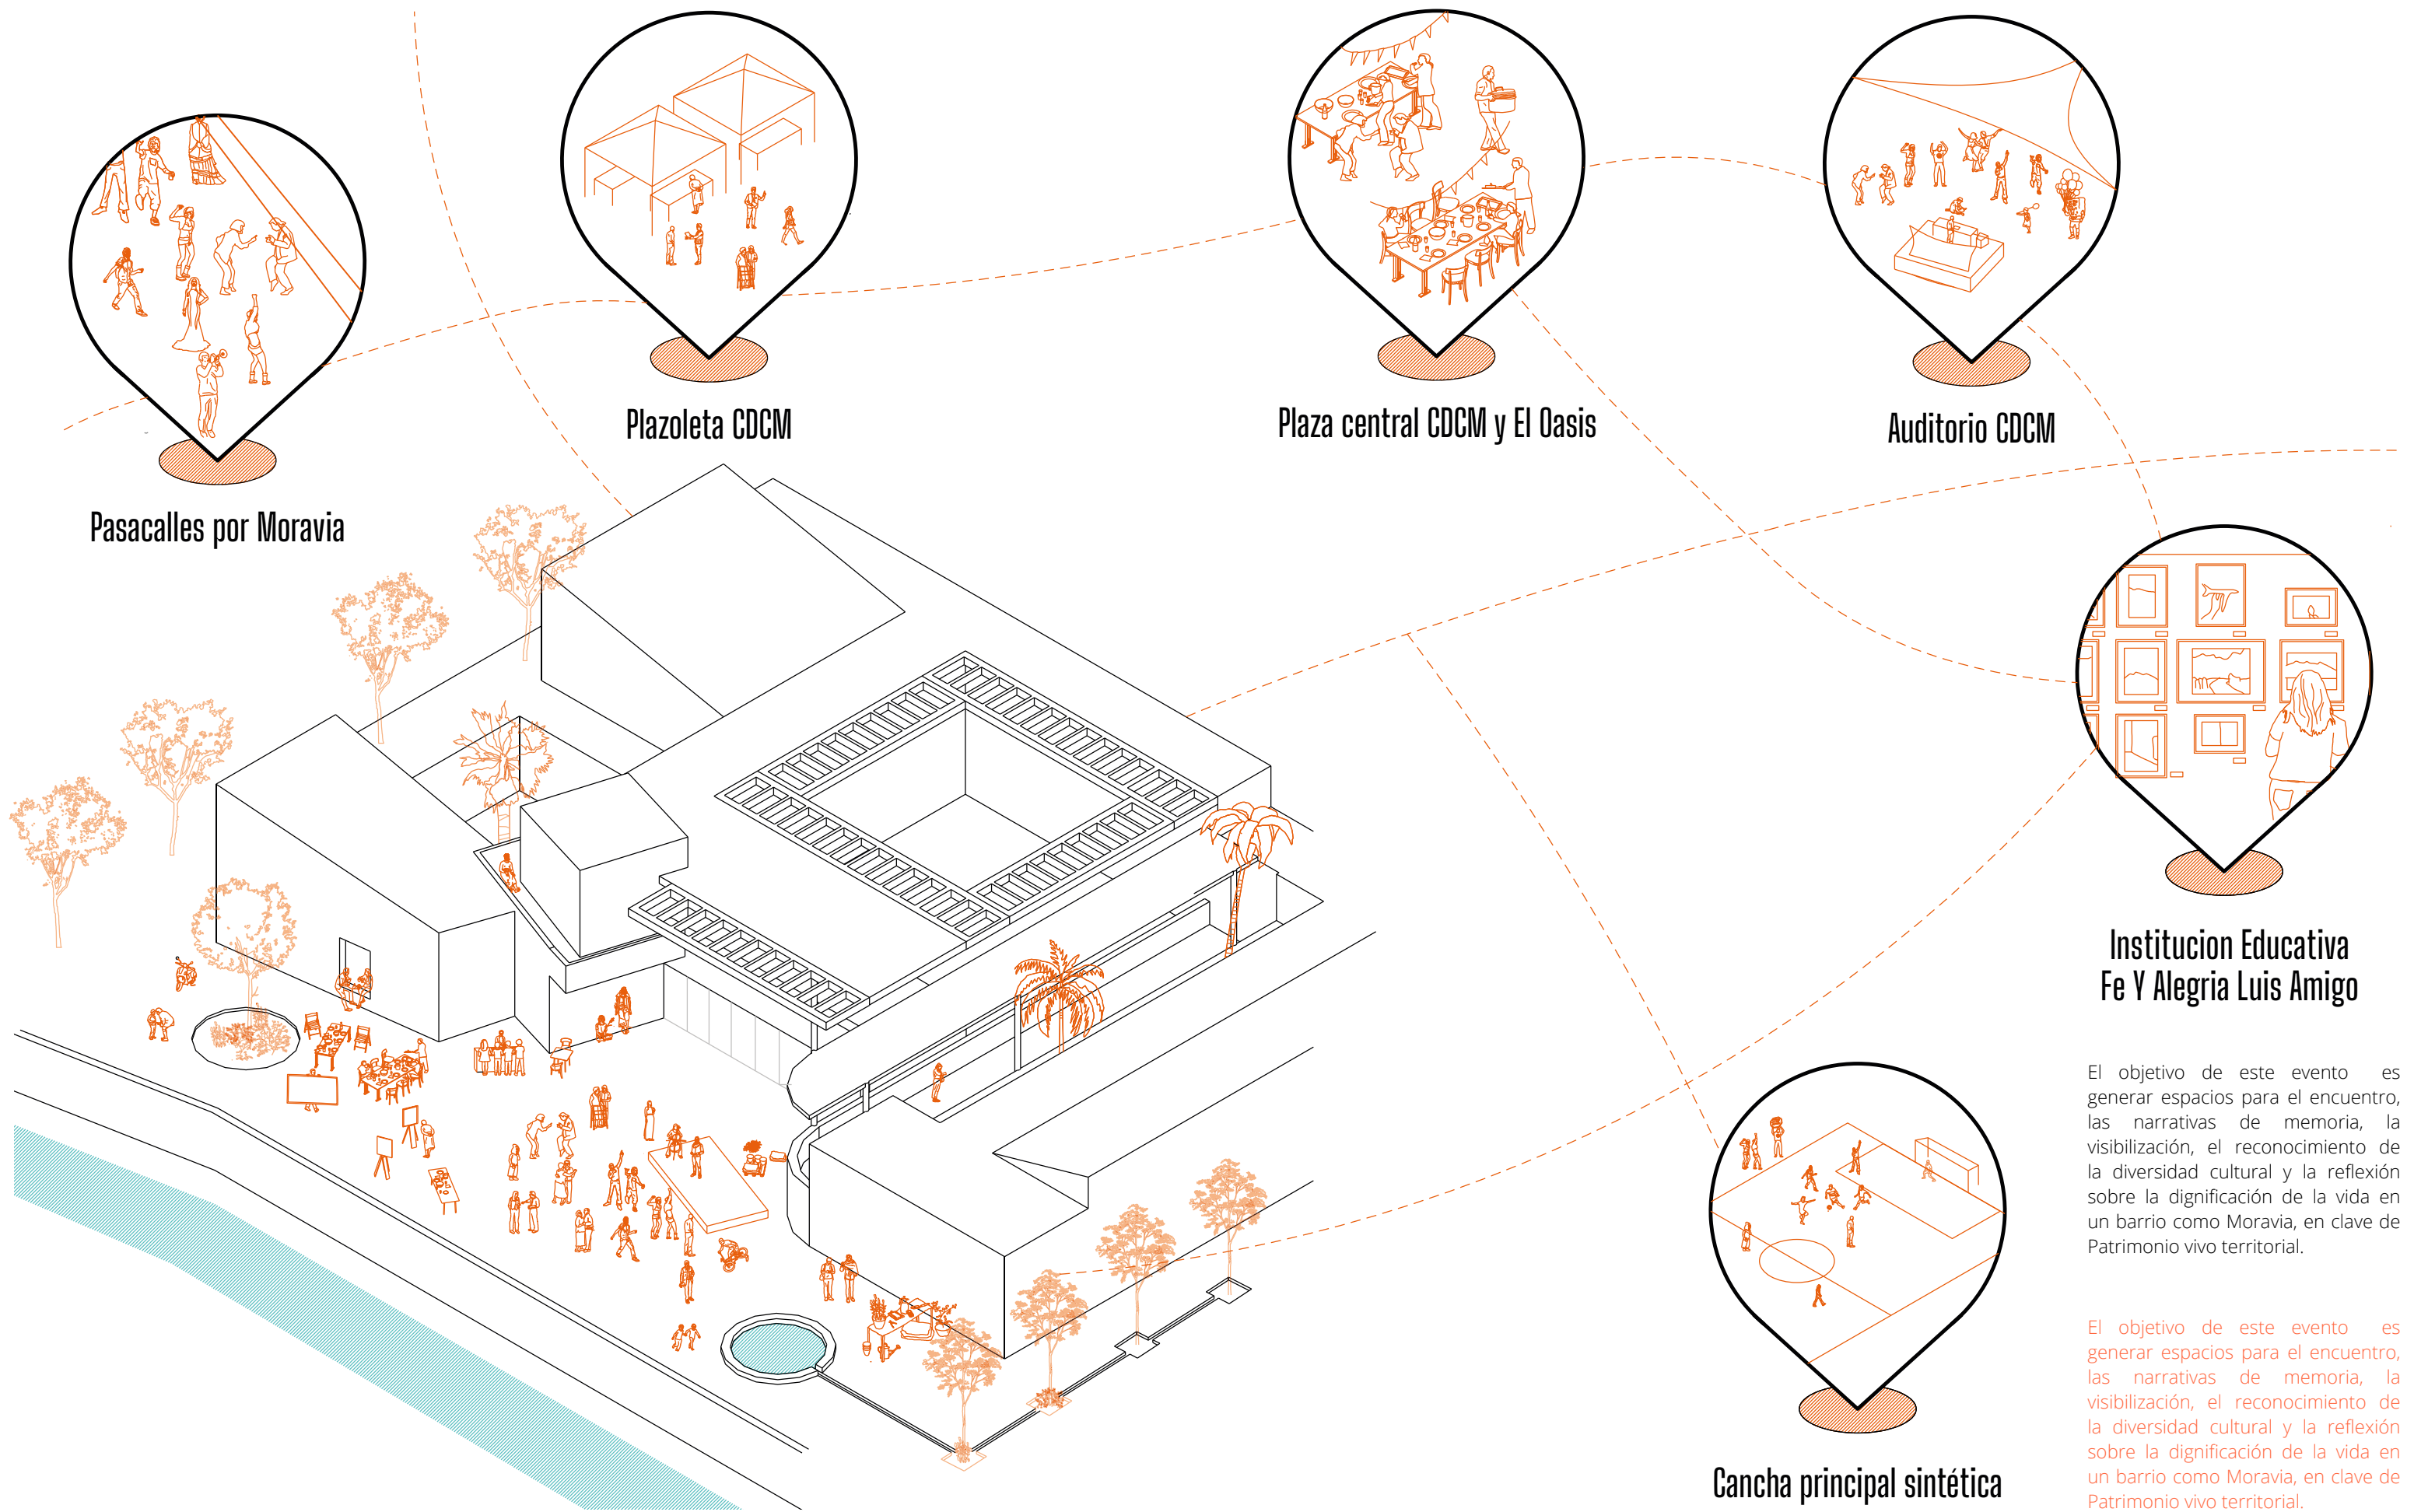 Plazoleta CDCM
Plaza central CDCM y El Oasis
Auditorio CDCM
Pasacalles por Moravia
Institucion Educativa
Fe Y Alegria Luis Amigo
El objetivo de este evento es
generar espacios para el encuentro,
las narrativas de memoria, la
visibilización, el reconocimiento de
la diversidad cultural y la reflexión
sobre la dignificación de la vida en
un barrio como Moravia, en clave de
Patrimonio vivo territorial.
El objetivo de este evento es
generar espacios para el encuentro,
las narrativas de memoria, la
visibilización, el reconocimiento de
la diversidad cultural y la reflexión
sobre la dignificación de la vida en
un barrio como Moravia, en clave de
Patrimonio vivo territorial.
Cancha principal sintética